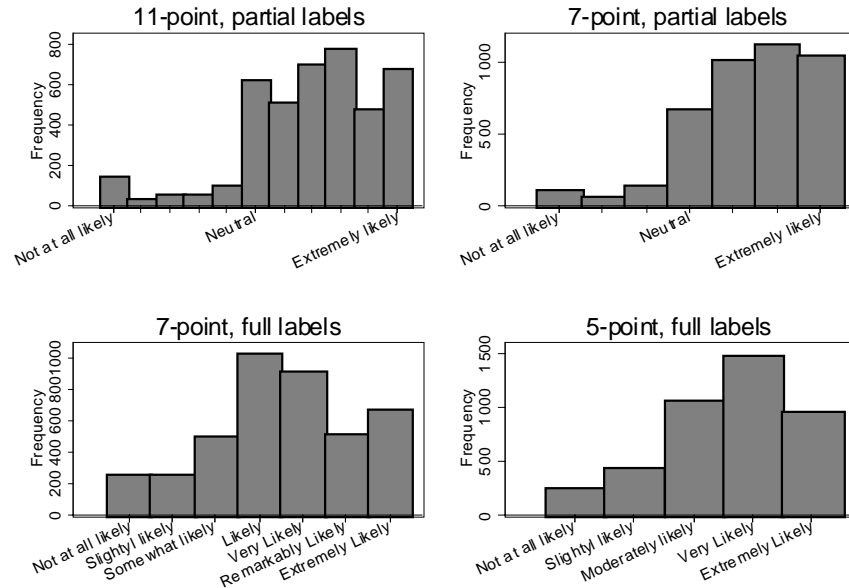 11-point, partial labels
Frequency
0 200 400 600 800
Not at all likely
Neutral
Extremely likely
7-point, partial labels
Frequency
0 500 1000
Not at all likely
Neutral
Extremely likely
7-point, full labels
Frequency
0 200 400 600 800 1000
Not at all likely
Slightyl likely
Somewhat likely
Likely
Very Likely
Remarkably Likely
Extremely Likely
5-point, full labels
Frequency
0 500 1000 1500
Not at all likely
Slightyl likely
Moderately likely
Very Likely
Extremely Likely